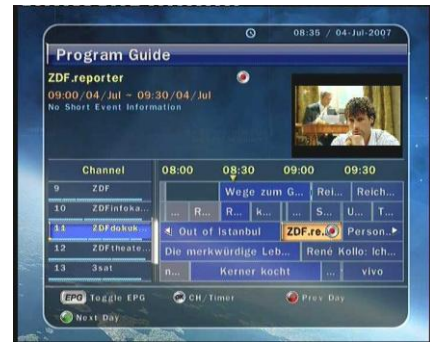 08:35 / 04-Jul-2007
Program Guide
ZDF.reporter
09:00/04/Jul ~ 09:30/04/Jul
No Short Event Information
Channel 08:00 08:30 09:00 09:30
9 ZDF Wege zum G... Rei... Reich...
10 ZDFinfoka... ... R... R... k... ... S... U... T...
11 ZDFdokuk... Out of Istanbul ZDF.re... Person...
12 ZDFtheate... Die merkwürdige Leb... René Kollo: Ich...
13 3sat n... Kerner kocht ... vivo
EPG Toggle EPG CH/Timer Prev Day
Next Day